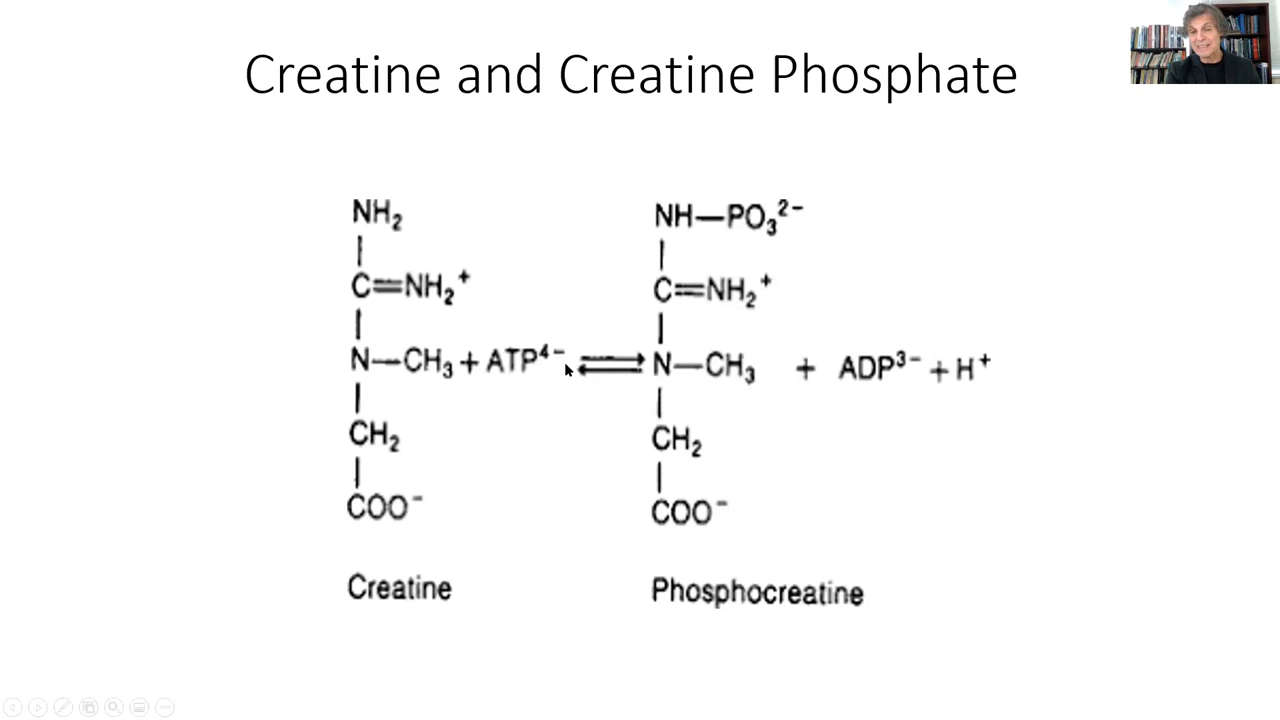 Creatine and Creatine Phosphate
NH₂
C=NH₂⁺
N—CH₃ + ATP⁴⁻
CH₂
COO⁻
Creatine
NH—PO₃²⁻
C=NH₂⁺
N—CH₃ + ADP³⁻ + H⁺
CH₂
COO⁻
Phosphocreatine